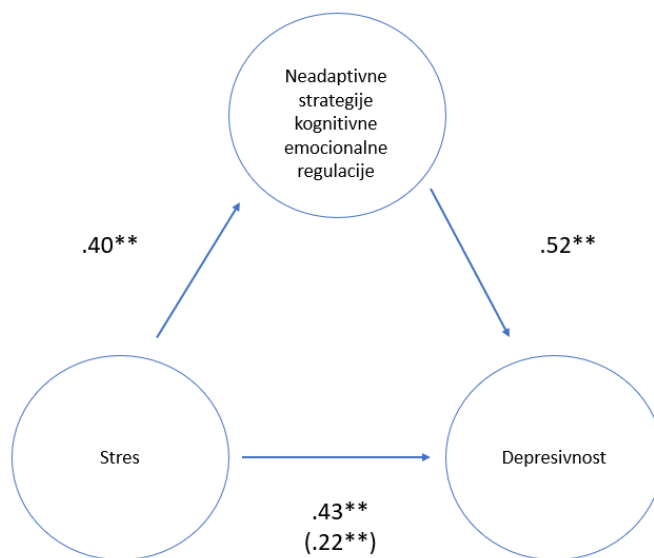 Neadaptivne
strategije
kognitivne
emocionalne
regulacije
.40**
.52**
Stres
Depresivnost
.43**
(.22**)